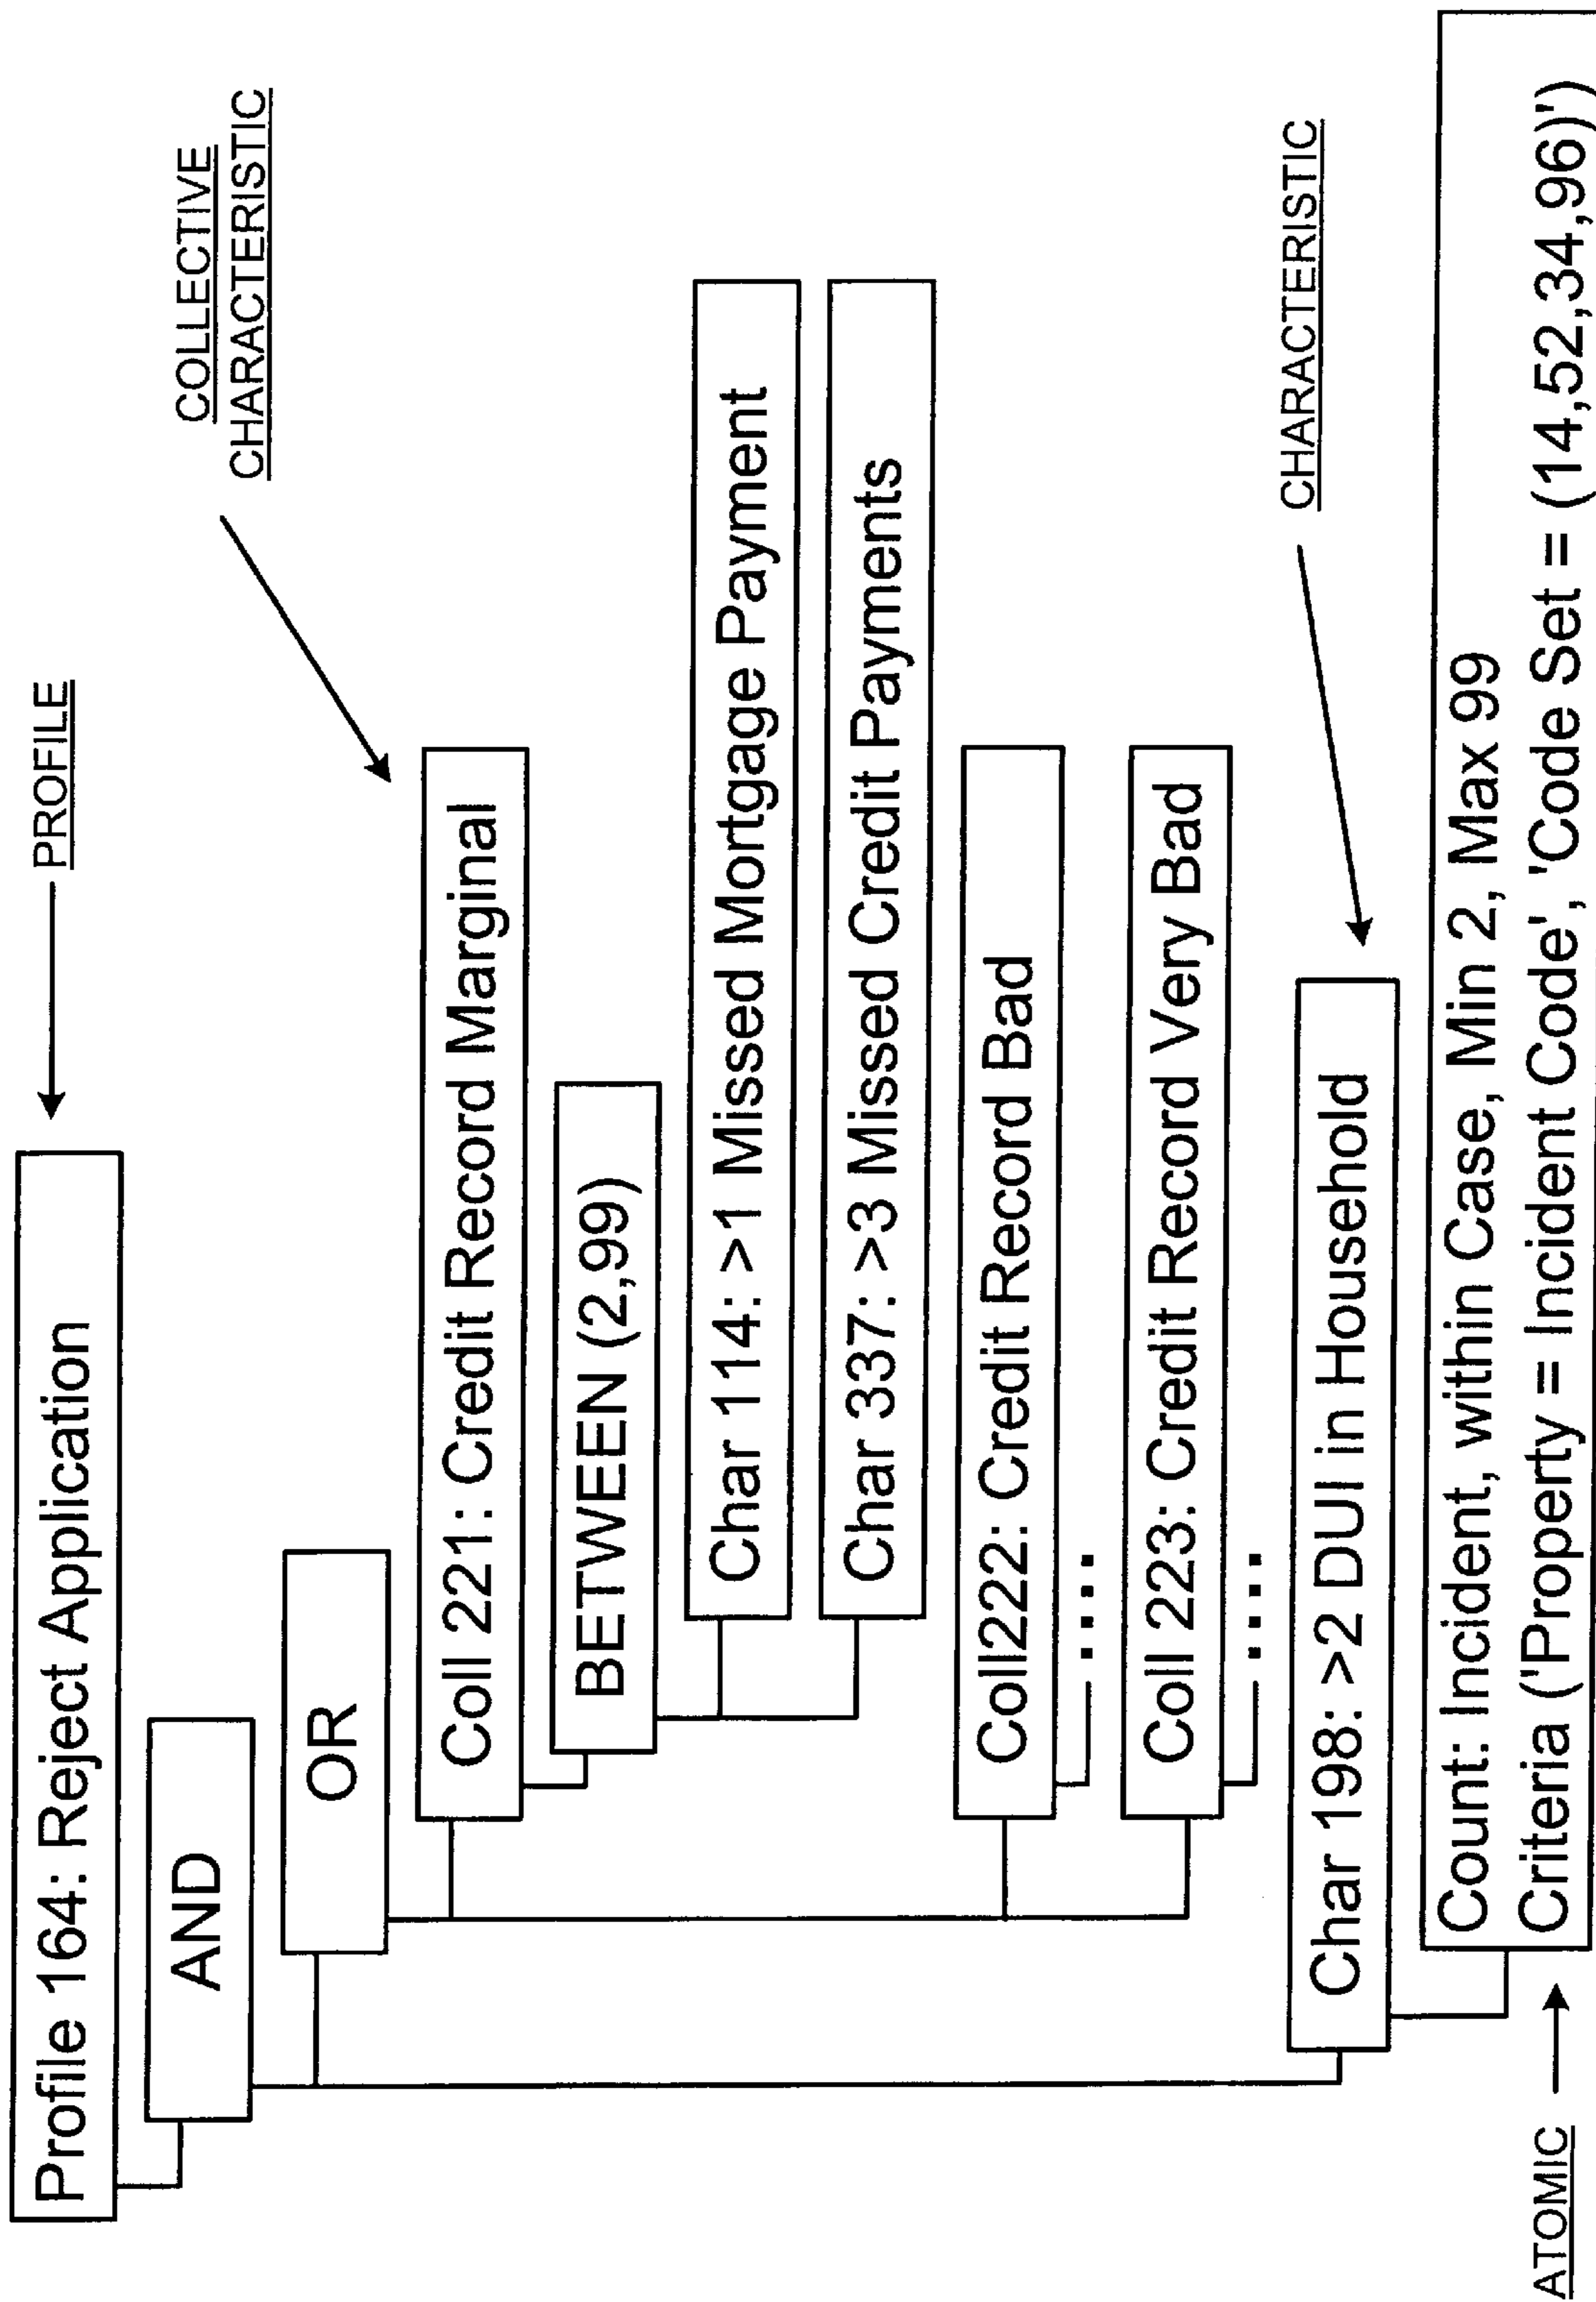 Profile 164: Reject Application
PROFILE
AND
OR
COLLECTIVE
CHARACTERISTIC
Coll 221: Credit Record Marginal
BETWEEN (2,99)
Char 114: >1 Missed Mortgage Payment
Char 337: >3 Missed Credit Payments
Coll222: Credit Record Bad
....
Coll 223: Credit Record Very Bad
....
CHARACTERISTIC
Char 198: >2 DUI in Household
Count: Incident, within Case, Min 2, Max 99
ATOMIC
Criteria ('Property = Incident Code', 'Code Set = (14,52,34,96)')